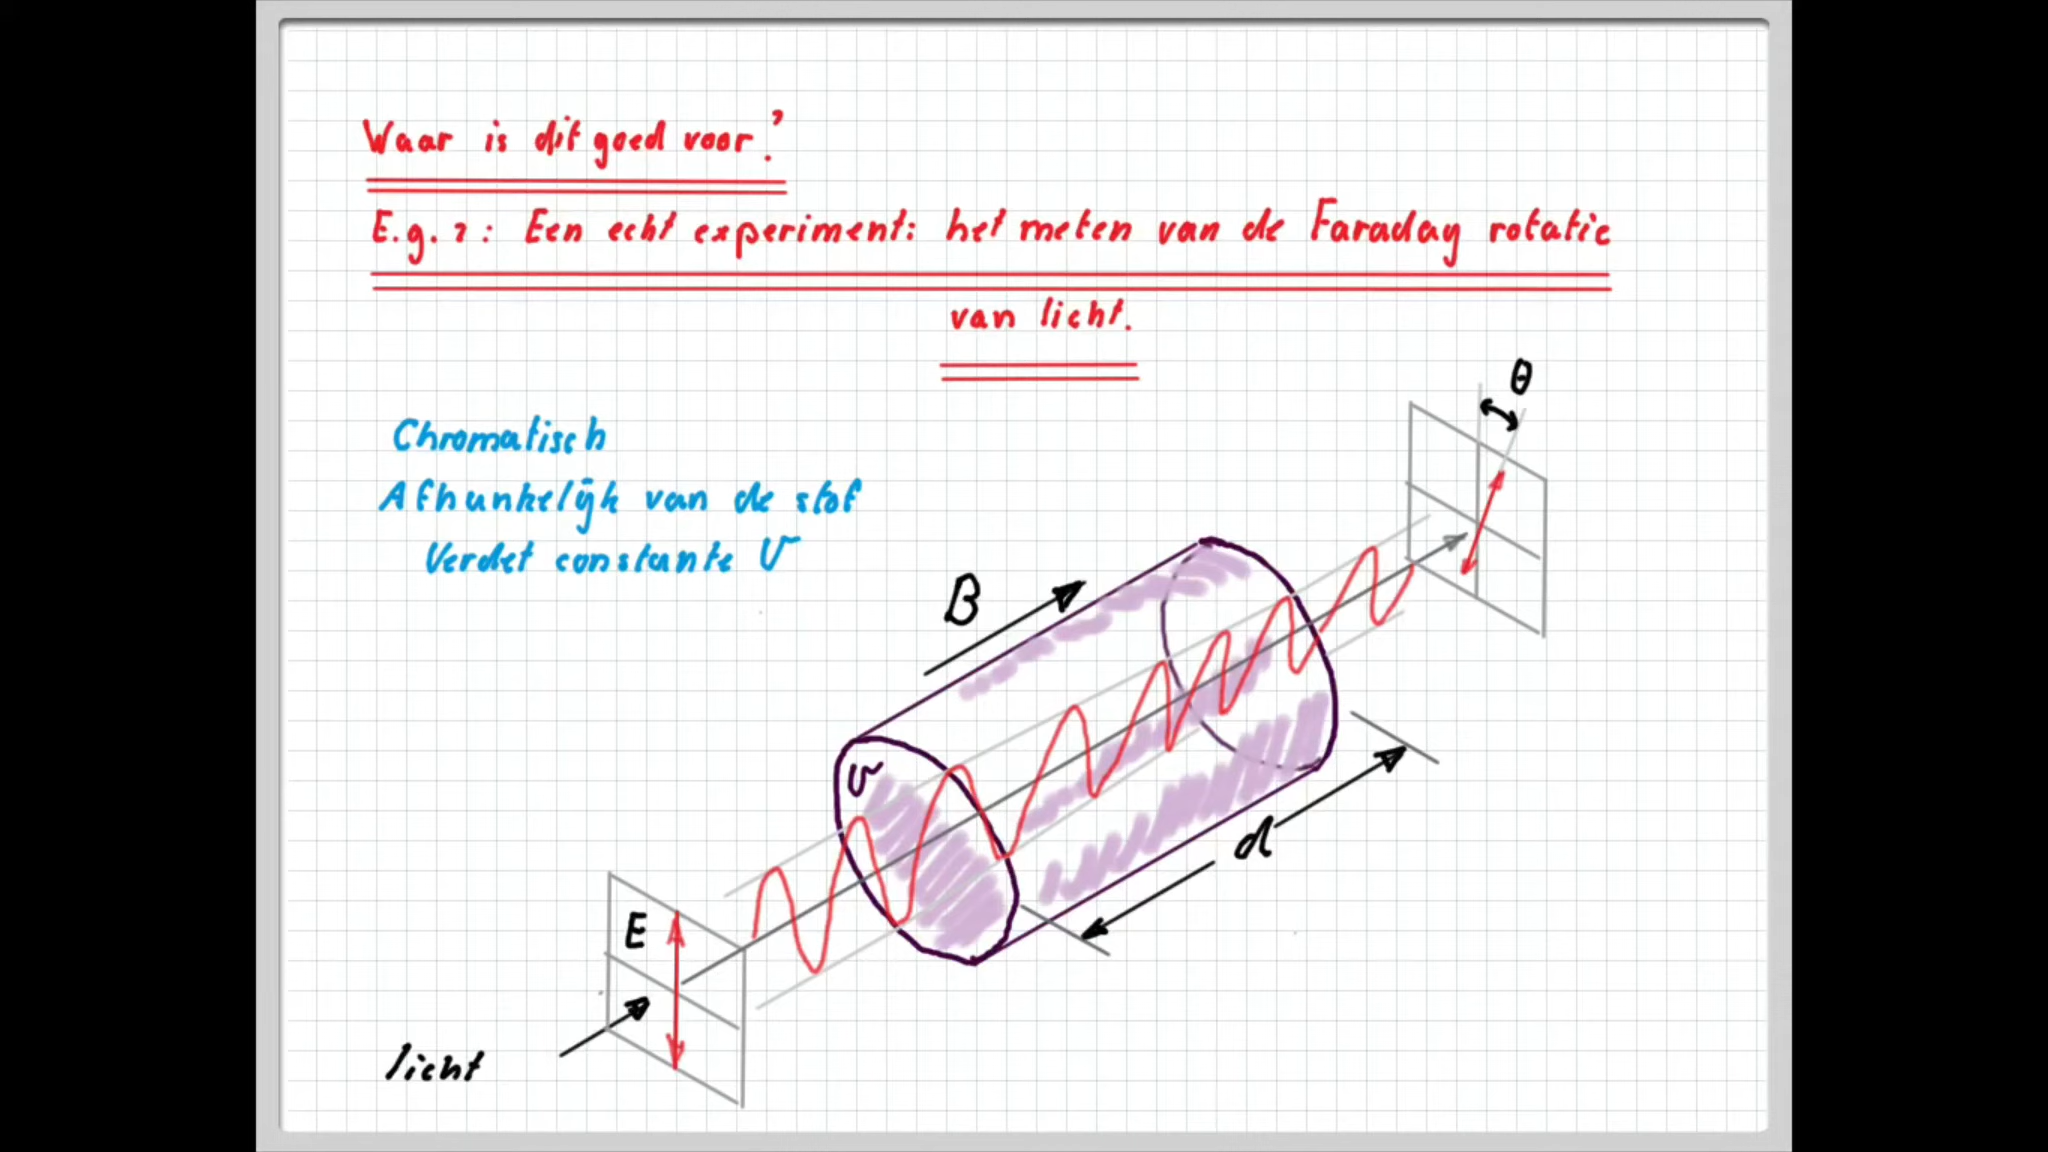 Waar is dit goed voor?
E.g. 2: Een echt experiment: het meten van de Faraday rotatie
van licht.
θ
Chromatisch
Afhankelijk van de stof
Verdet constante V
B
V
d
E
licht